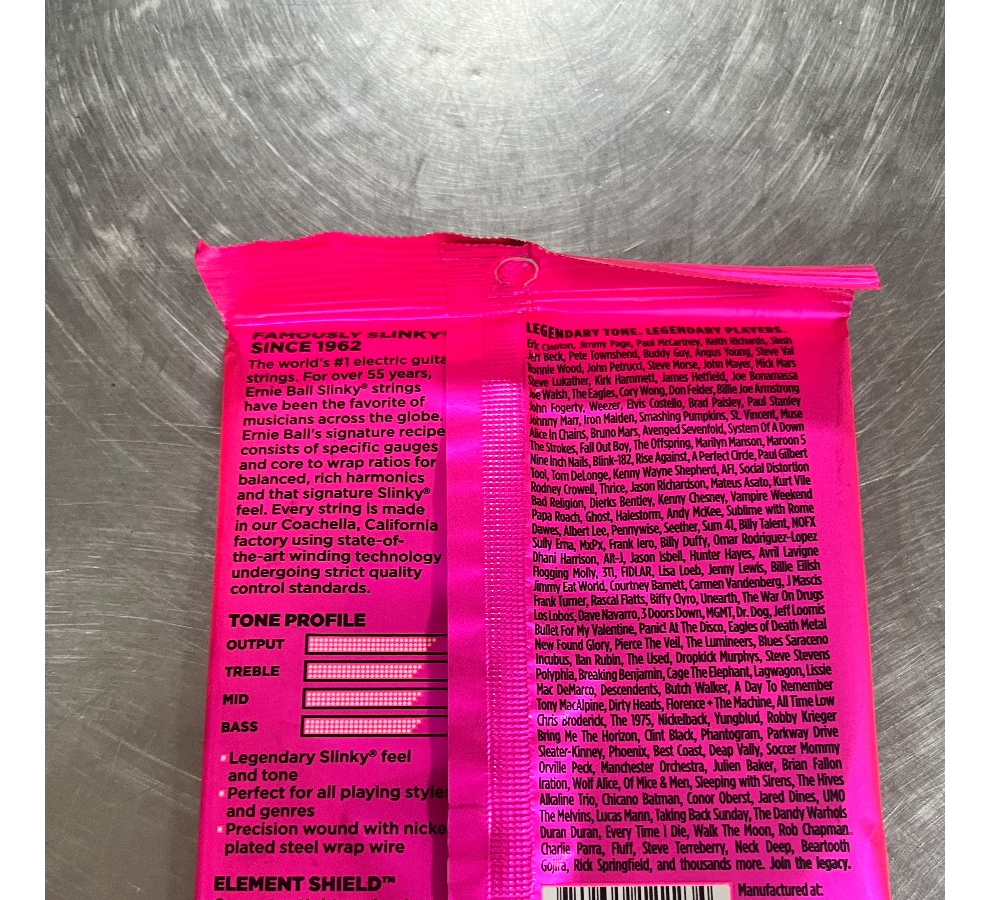 FAMOUSLY SLINKY®
SINCE 1962
The world's #1 electric guita
strings. For over 55 years,
Ernie Ball Slinky® strings
have been the favorite of
musicians across the globe.
Ernie Ball's signature recipe
consists of specific gauges
and core to wrap ratios for
balanced, rich harmonics
and that signature Slinky®
feel. Every string is made
in our Coachella, California
factory using state-of-
the-art winding technology
undergoing strict quality
control standards.
TONE PROFILE
OUTPUT
TREBLE
MID
BASS
Legendary Slinky® feel
and tone
Perfect for all playing style
and genres
Precision wound with nicke
plated steel wrap wire
ELEMENT SHIELD™
LEGENDARY TONE. LEGENDARY PLAYERS.
Eric Clapton, Jimmy Page, Paul McCartney, Keith Richards, Slash
Jeff Beck, Pete Townshend, Buddy Guy, Angus Young, Steve Vai
Ronnie Wood, John Petrucci, Steve Morse, John Mayer, Mick Mars
Steve Lukather, Kirk Hammett, James Hetfield, Joe Bonamassa
Joe Walsh, The Eagles, Cory Wong, Don Felder, Billie Joe Armstrong
John Fogerty, Weezer, Elvis Costello, Brad Paisley, Paul Stanley
Johnny Marr, Iron Maiden, Smashing Pumpkins, St. Vincent, Muse
Alice In Chains, Bruno Mars, Avenged Sevenfold, System Of A Down
The Strokes, Fall Out Boy, The Offspring, Marilyn Manson, Maroon 5
Nine Inch Nails, Blink-182, Rise Against, A Perfect Circle, Paul Gilbert
Tool, Tom DeLonge, Kenny Wayne Shepherd, AFI, Social Distortion
Rodney Crowell, Thrice, Jason Richardson, Mateus Asato, Kurt Vile
Bad Religion, Dierks Bentley, Kenny Chesney, Vampire Weekend
Papa Roach, Ghost, Halestorm, Andy McKee, Sublime with Rome
Dawes, Albert Lee, Pennywise, Seether, Sum 41, Billy Talent, NOFX
Sully Erna, MxPx, Frank Iero, Billy Duffy, Omar Rodriguez-Lopez
Dhani Harrison, Alt-J, Jason Isbell, Hunter Hayes, Avril Lavigne
Flogging Molly, 311, FIDLAR, Lisa Loeb, Jenny Lewis, Billie Eilish
Jimmy Eat World, Courtney Barnett, Carmen Vandenberg, J Mascis
Frank Turner, Rascal Flatts, Biffy Clyro, Unearth, The War On Drugs
Los Lobos, Dave Navarro, 3 Doors Down, MGMT, Dr. Dog, Jeff Loomis
Bullet For My Valentine, Panic! At The Disco, Eagles of Death Metal
New Found Glory, Pierce The Veil, The Lumineers, Blues Saraceno
Incubus, Ilan Rubin, The Used, Dropkick Murphys, Steve Stevens
Polyphia, Breaking Benjamin, Cage The Elephant, Lagwagon, Lissie
Mac DeMarco, Descendents, Butch Walker, A Day To Remember
Tony MacAlpine, Dirty Heads, Florence + The Machine, All Time Low
Chris Broderick, The 1975, Nickelback, Yungblud, Robby Krieger
Bring Me The Horizon, Clint Black, Phantogram, Parkway Drive
Sleater-Kinney, Phoenix, Best Coast, Deap Vally, Soccer Mommy
Orville Peck, Manchester Orchestra, Julien Baker, Brian Fallon
Iration, Wolf Alice, Of Mice & Men, Sleeping with Sirens, The Hives
Alkaline Trio, Chicano Batman, Conor Oberst, Jared Dines, UMO
The Melvins, Lucas Mann, Taking Back Sunday, The Dandy Warhols
Duran Duran, Every Time I Die, Walk The Moon, Rob Chapman
Charlie Parra, Fluff, Steve Terreberry, Neck Deep, Beartooth
Gojira, Rick Springfield, and thousands more. Join the legacy.
Manufactured at: